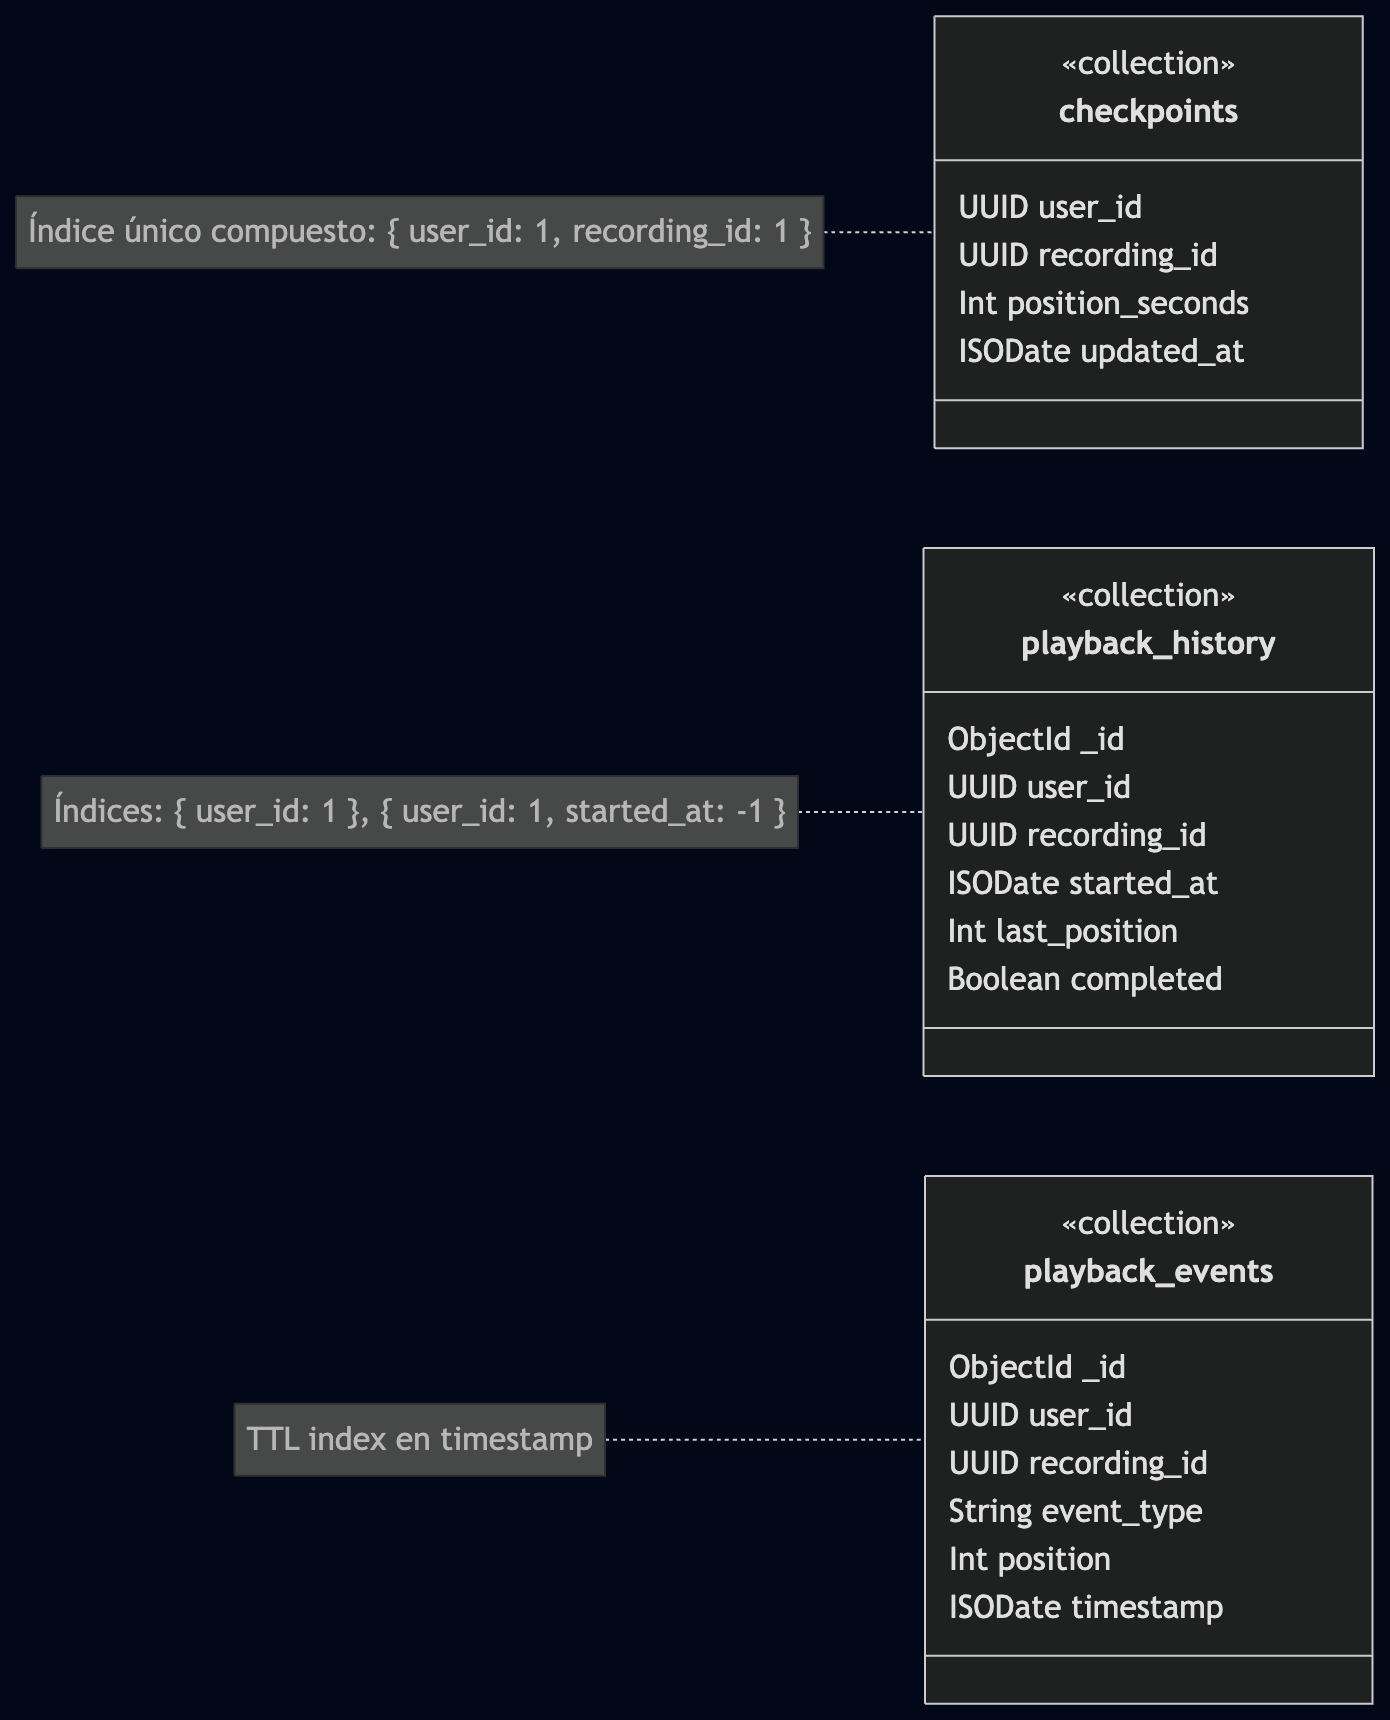 «collection»
checkpoints
Índice único compuesto: { user_id: 1, recording_id: 1 }
UUID user_id
UUID recording_id
Int position_seconds
ISODate updated_at
«collection»
playback_history
Índices: { user_id: 1 }, { user_id: 1, started_at: -1 }
ObjectId _id
UUID user_id
UUID recording_id
ISODate started_at
Int last_position
Boolean completed
«collection»
playback_events
TTL index en timestamp
ObjectId _id
UUID user_id
UUID recording_id
String event_type
Int position
ISODate timestamp